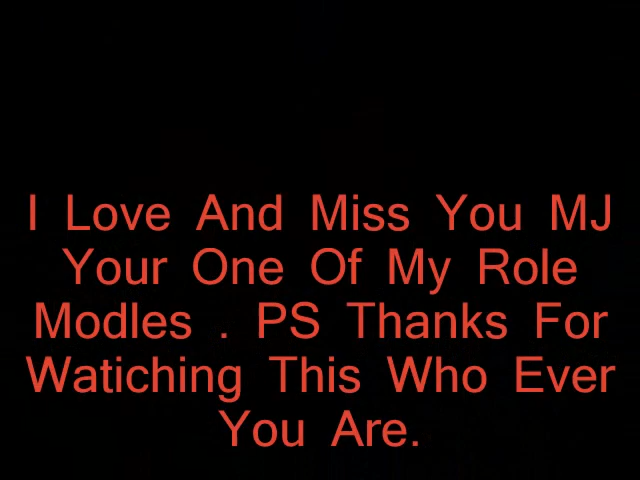 I Love And Miss You MJ
Your One Of My Role
Modles . PS Thanks For
Watiching This Who Ever
You Are.